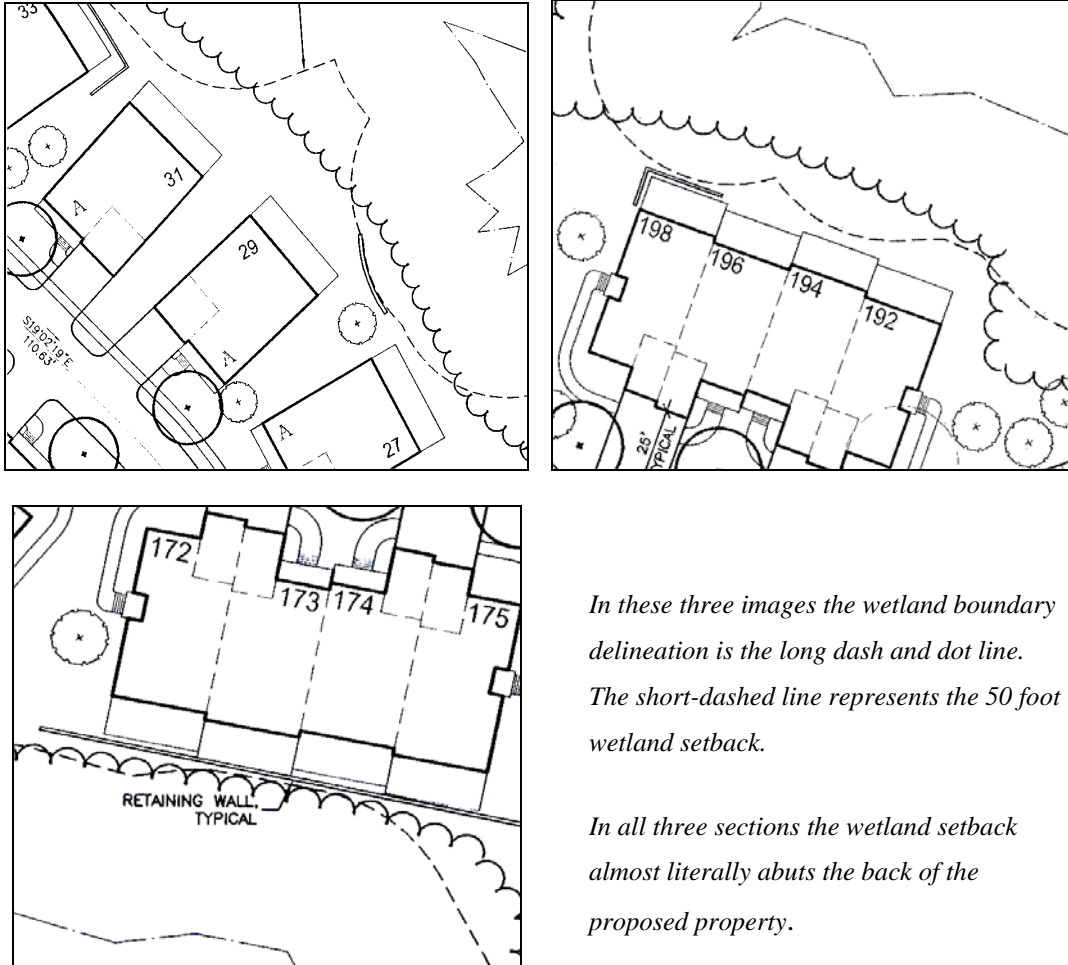 33
31
A
29
A
S19°02'19"E
110.63'
A
27
198
196
194
192
25'
TYPICAL
172
173
174
175
RETAINING WALL,
TYPICAL
In these three images the wetland boundary
delineation is the long dash and dot line.
The short-dashed line represents the 50 foot
wetland setback.
In all three sections the wetland setback
almost literally abuts the back of the
proposed property.